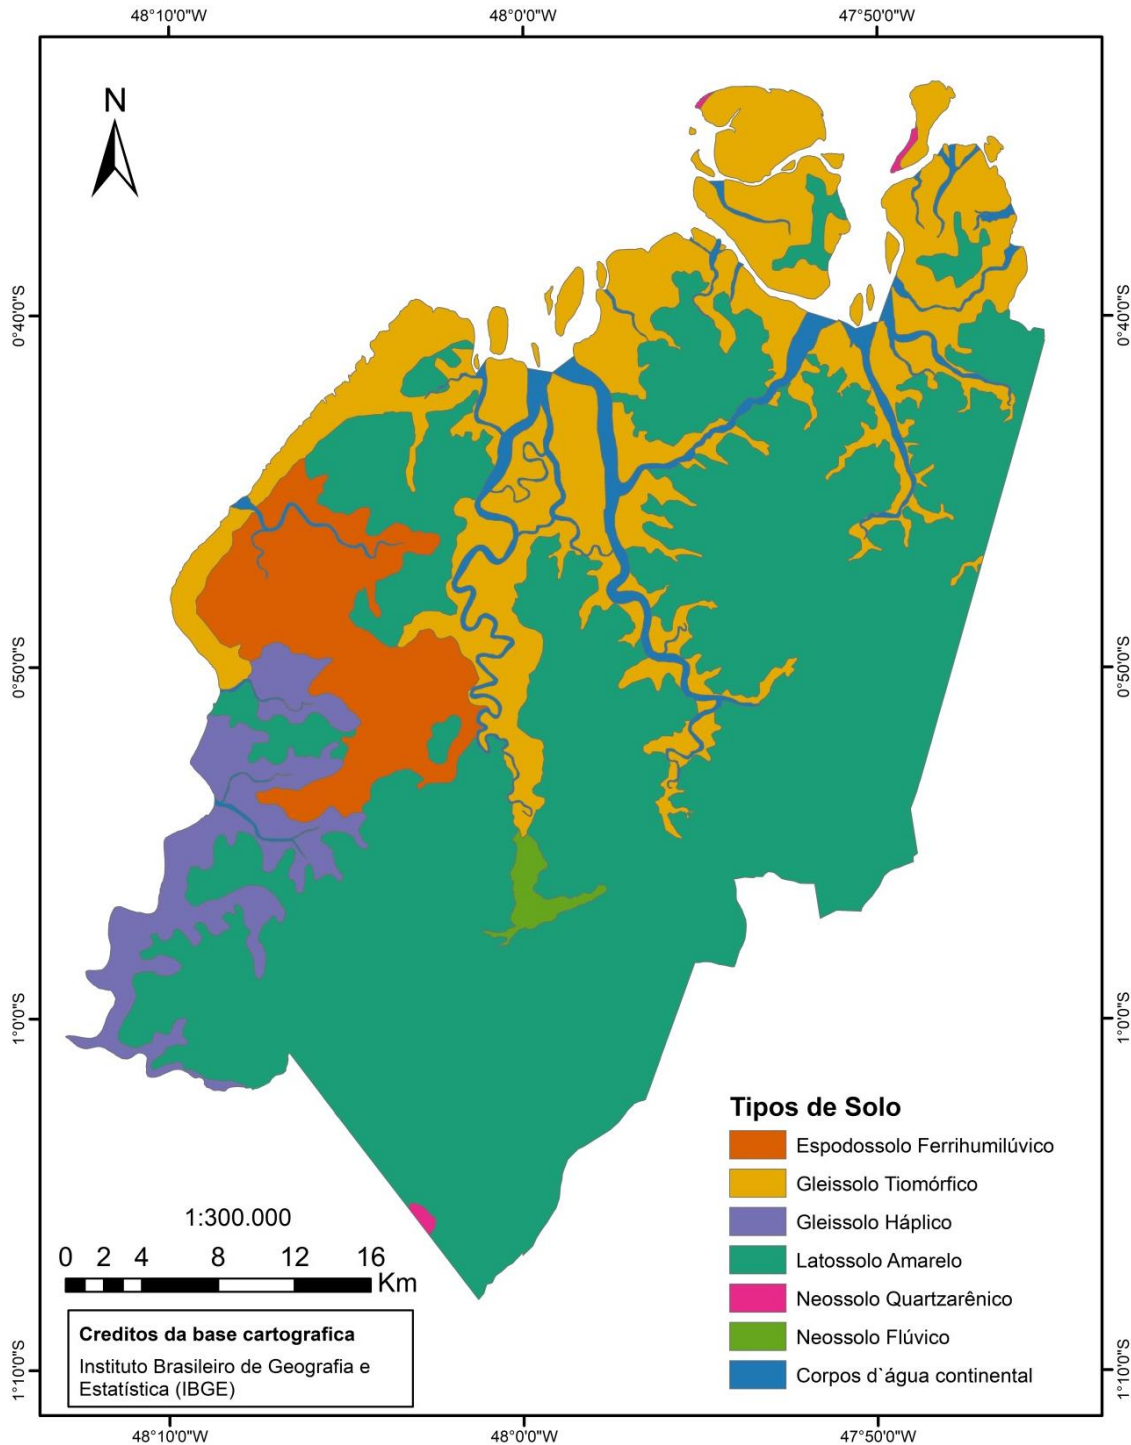 48°10'0"W 48°0'0"W 47°50'0"W
N
0°40'0"S 0°40'0"S
0°50'0"S 0°50'0"S
1°0'0"S 1°0'0"S
Tipos de Solo
Espodossolo Ferrihumilúvico
Gleissolo Tiomórfico
Gleissolo Háplico
Latossolo Amarelo
Neossolo Quartzarênico
Neossolo Flúvico
Corpos d`água continental
1:300.000
0 2 4 8 12 16
Km
Creditos da base cartografica
Instituto Brasileiro de Geografia e
Estatística (IBGE)
1°10'0"S 1°10'0"S
48°10'0"W 48°0'0"W 47°50'0"W